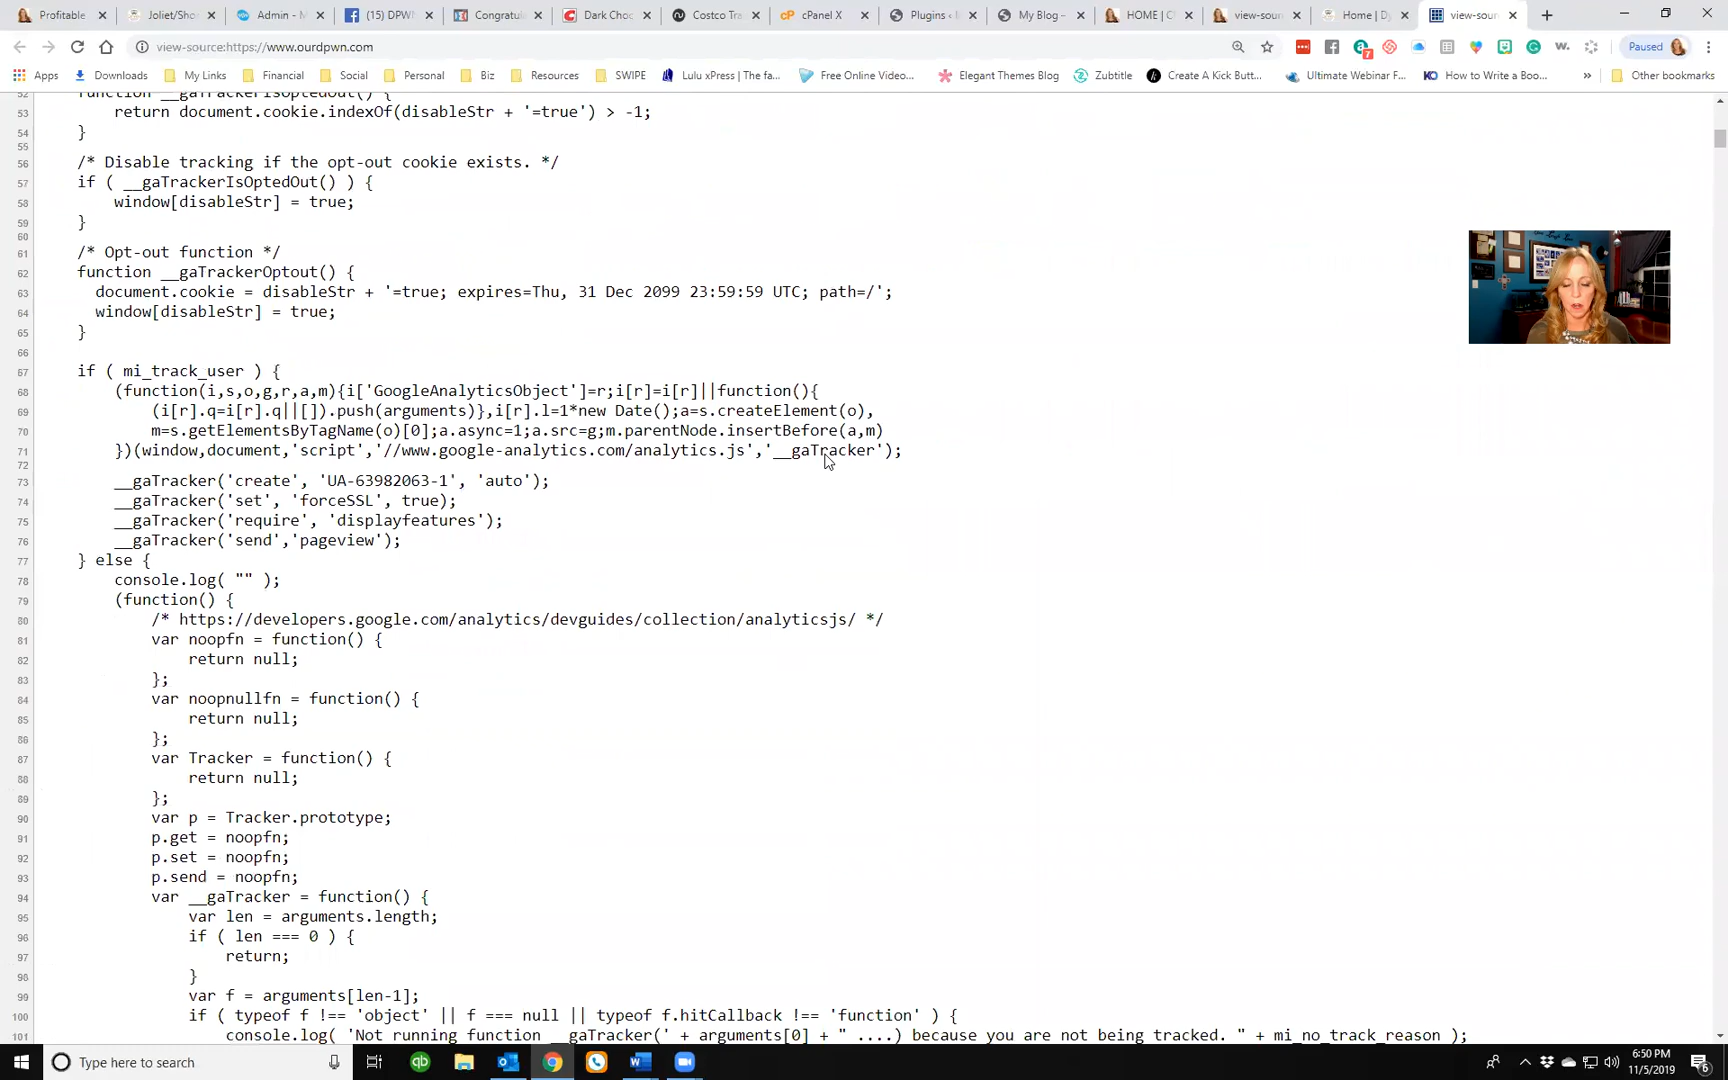 Profitable
Joliet/Shor
Admin - M
(15) DPWN
Congratul
Dark Choc
Costco Tra
cPanel X
Plugins ‹
My Blog –
HOME | C
view-sour
Home | Dy
view-sour
view-source:https://www.ourdpwn.com
Paused
Apps
Downloads
My Links
Financial
Social
Personal
Biz
Resources
SWIPE
Lulu xPress | The fa...
Free Online Video...
Elegant Themes Blog
Zubtitle
Create A Kick Butt...
Ultimate Webinar F...
How to Write a Boo...
»
Other bookmarks
52 function __gaTrackerIsOptedOut() {
53 return document.cookie.indexOf(disableStr + '=true') > -1;
54 }
55
56 /* Disable tracking if the opt-out cookie exists. */
57 if ( __gaTrackerIsOptedOut() ) {
58 window[disableStr] = true;
59 }
60
61 /* Opt-out function */
62 function __gaTrackerOptout() {
63 document.cookie = disableStr + '=true; expires=Thu, 31 Dec 2099 23:59:59 UTC; path=/';
64 window[disableStr] = true;
65 }
66
67 if ( mi_track_user ) {
68 (function(i,s,o,g,r,a,m){i['GoogleAnalyticsObject']=r;i[r]=i[r]||function(){
69 (i[r].q=i[r].q||[]).push(arguments)},i[r].l=1*new Date();a=s.createElement(o),
70 m=s.getElementsByTagName(o)[0];a.async=1;a.src=g;m.parentNode.insertBefore(a,m)
71 })(window,document,'script','//www.google-analytics.com/analytics.js','__gaTracker');
72
73 __gaTracker('create', 'UA-63982063-1', 'auto');
74 __gaTracker('set', 'forceSSL', true);
75 __gaTracker('require', 'displayfeatures');
76 __gaTracker('send','pageview');
77 } else {
78 console.log( "" );
79 (function() {
80 /* https://developers.google.com/analytics/devguides/collection/analyticsjs/ */
81 var noopfn = function() {
82 return null;
83 };
84 var noopnullfn = function() {
85 return null;
86 };
87 var Tracker = function() {
88 return null;
89 };
90 var p = Tracker.prototype;
91 p.get = noopfn;
92 p.set = noopfn;
93 p.send = noopfn;
94 var __gaTracker = function() {
95 var len = arguments.length;
96 if ( len === 0 ) {
97 return;
98 }
99 var f = arguments[len-1];
100 if ( typeof f !== 'object' || f === null || typeof f.hitCallback !== 'function' ) {
101 console.log( 'Not running function __gaTracker(' + arguments[0] + " ....) because you are not being tracked. " + mi_no_track_reason );
Type here to search
6:50 PM
11/5/2019
6